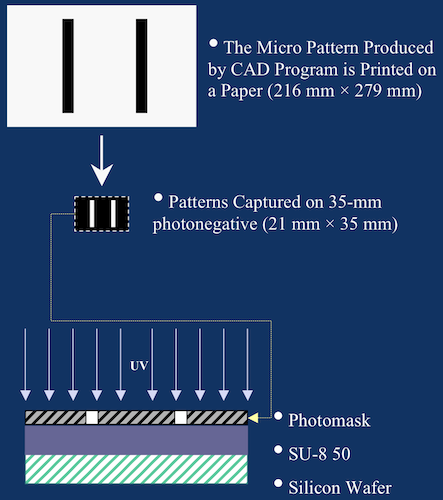 • The Micro Pattern Produced
by CAD Program is Printed on
a Paper (216 mm × 279 mm)
• Patterns Captured on 35-mm
photonegative (21 mm × 35 mm)
UV
• Photomask
• SU-8 50
• Silicon Wafer